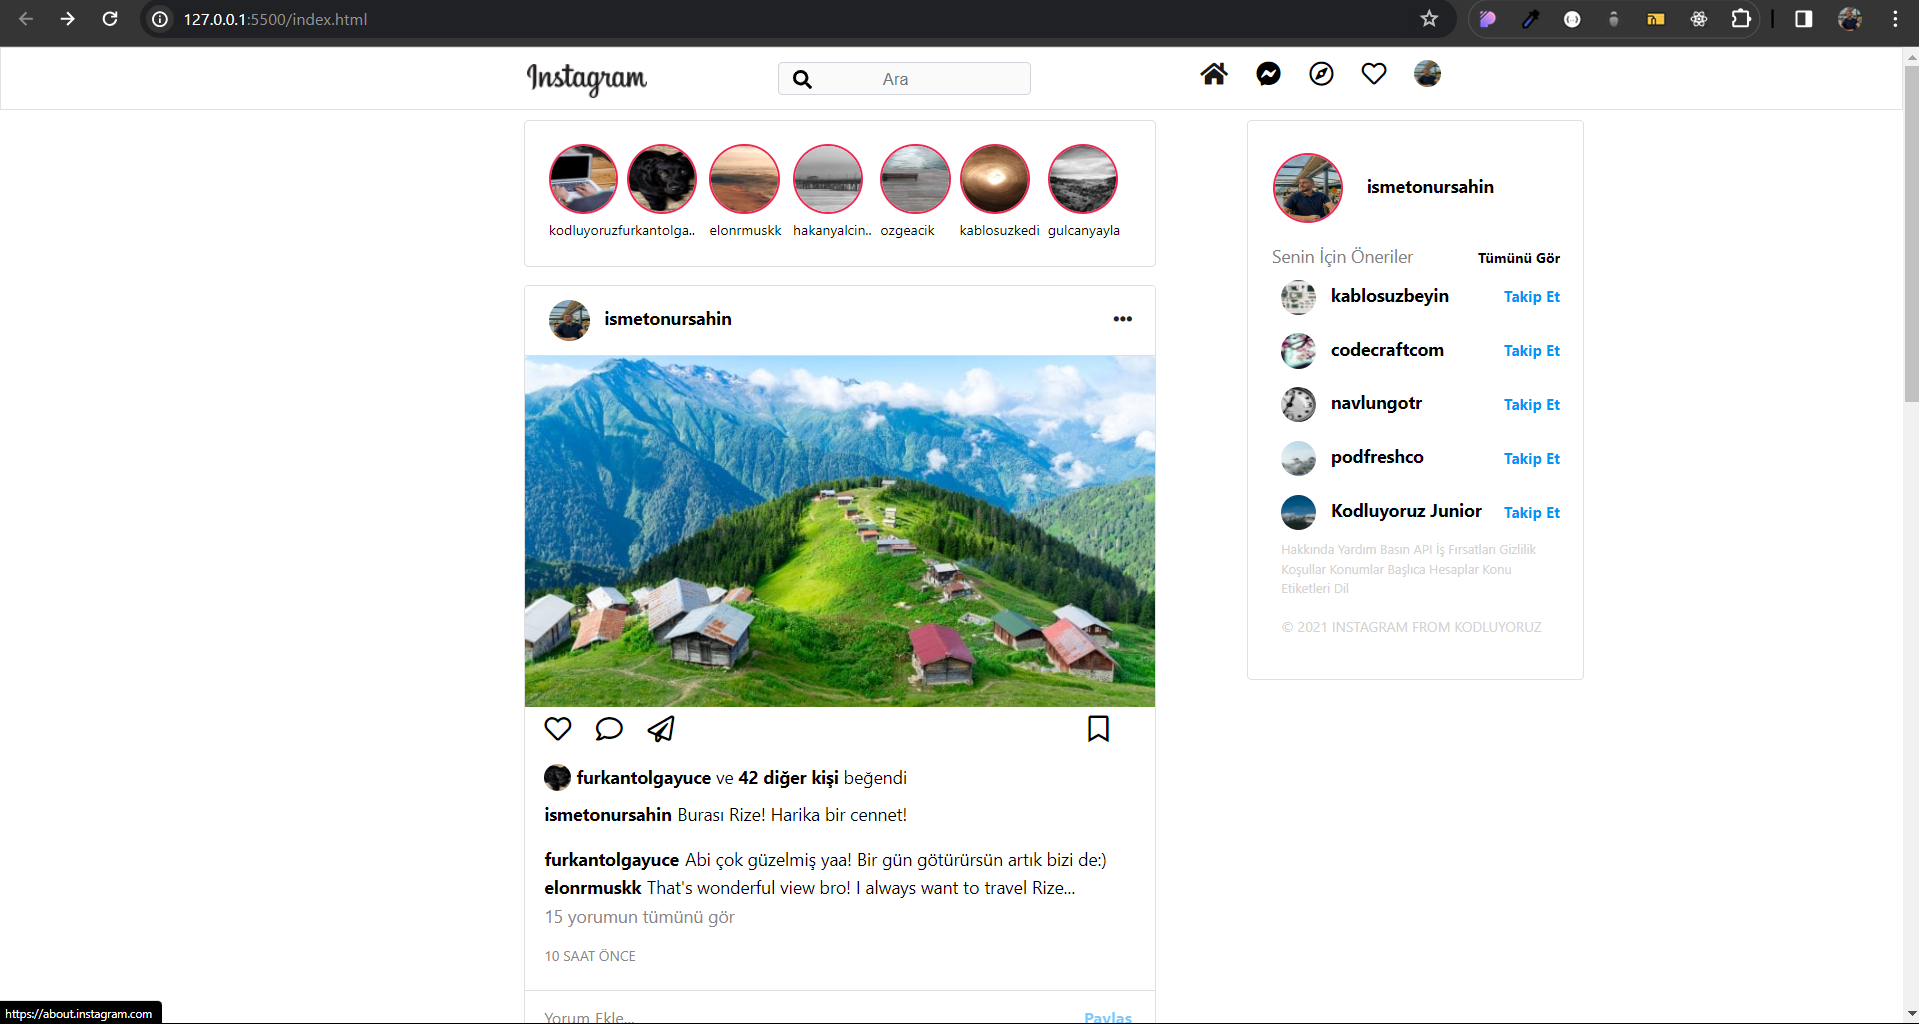 127.0.0.1:5500/index.html
Instagram
Ara
kodluyoruz furkantolga.. elonrmuskk hakanyalcin.. ozgeacik kablosuzkedi gulcanyayla
ismetonursahin
Senin İçin Öneriler Tümünü Gör
kablosuzbeyin Takip Et
codecraftcom Takip Et
navlungotr Takip Et
podfreshco Takip Et
Kodluyoruz Junior Takip Et
Hakkında Yardım Basın API İş Fırsatları Gizlilik
Koşullar Konumlar Başlıca Hesaplar Konu
Etiketleri Dil
© 2021 INSTAGRAM FROM KODLUYORUZ
ismetonursahin
furkantolgayuce ve 42 diğer kişi beğendi
ismetonursahin Burası Rize! Harika bir cennet!
furkantolgayuce Abi çok güzelmiş yaa! Bir gün götürürsün artık bizi de:)
elonrmuskk That's wonderful view bro! I always want to travel Rize...
15 yorumun tümünü gör
10 SAAT ÖNCE
Yorum Ekle... Paylaş
https://about.instagram.com